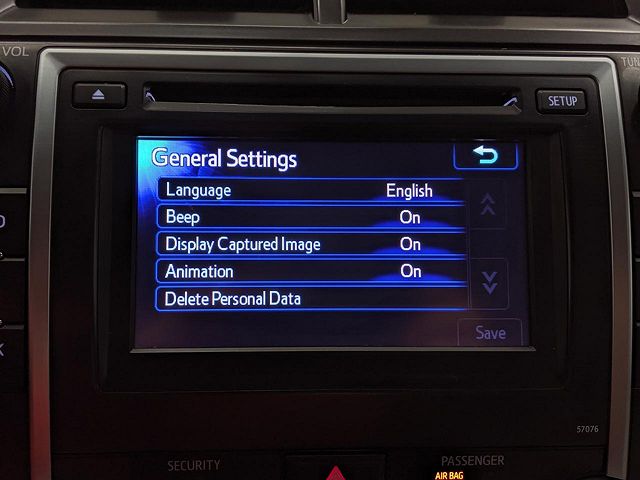 VOL
TUN
SETUP
General Settings
Language English
Beep On
Display Captured Image On
Animation On
Delete Personal Data
Save
57076
SECURITY
PASSENGER
AIR BAG